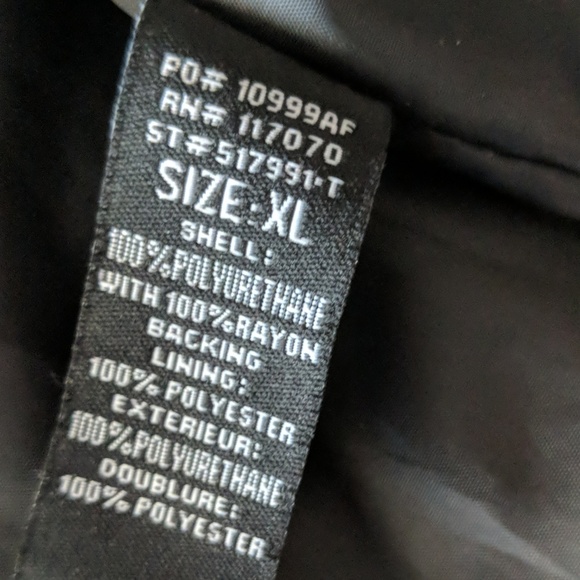 PO# 10999AF
RN# 117070
ST#517991-T
SIZE:XL
SHELL:
100%POLYURETHANE
WITH 100%RAYON
BACKING
LINING:
100% POLYESTER
EXTERIEUR:
100%POLYURETHANE
DOUBLURE:
100% POLYESTER